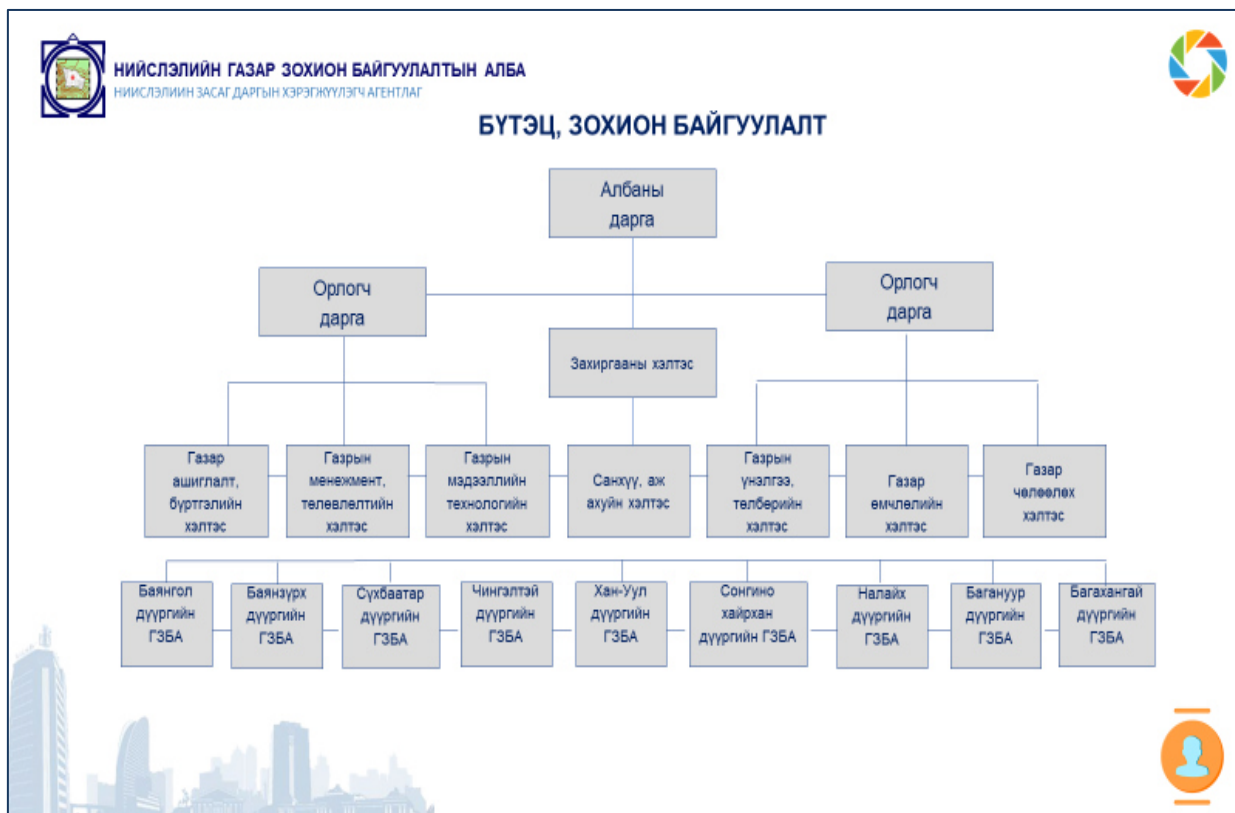 НИЙСЛЭЛИЙН ГАЗАР ЗОХИОН БАЙГУУЛАЛТЫН АЛБА
НИЙСЛЭЛИЙН ЗАСАГ ДАРГЫН ХЭРЭГЖҮҮЛЭГЧ АГЕНТЛАГ
БҮТЭЦ, ЗОХИОН БАЙГУУЛАЛТ
Албаны
дарга
Орлогч
дарга
Орлогч
дарга
Захиргааны хэлтэс
Газар
ашиглалт,
бүртгэлийн
хэлтэс
Газрын
менежмент,
төлөвлөлтийн
хэлтэс
Газрын
мэдээллийн
технологийн
хэлтэс
Санхүү, аж
ахуйн хэлтэс
Газрын
үнэлгээ,
төлбөрийн
хэлтэс
Газар
өмчлөлийн
хэлтэс
Газар
чөлөөлөх
хэлтэс
Баянгол
дүүргийн
ГЗБА
Баянзүрх
дүүргийн
ГЗБА
Сүхбаатар
дүүргийн
ГЗБА
Чингэлтэй
дүүргийн
ГЗБА
Хан-Уул
дүүргийн
ГЗБА
Сонгино
хайрхан
дүүргийн ГЗБА
Налайх
дүүргийн
ГЗБА
Багануур
дүүргийн
ГЗБА
Багахангай
дүүргийн
ГЗБА